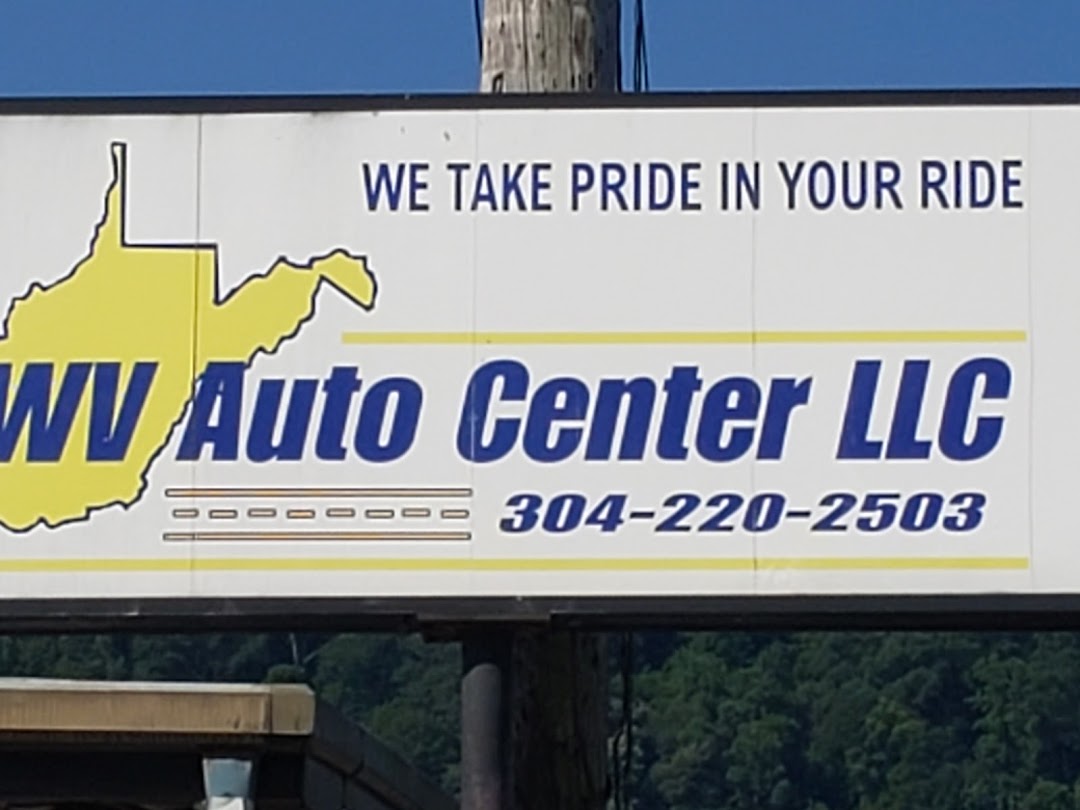 WE TAKE PRIDE IN YOUR RIDE
WV Auto Center LLC
304-220-2503